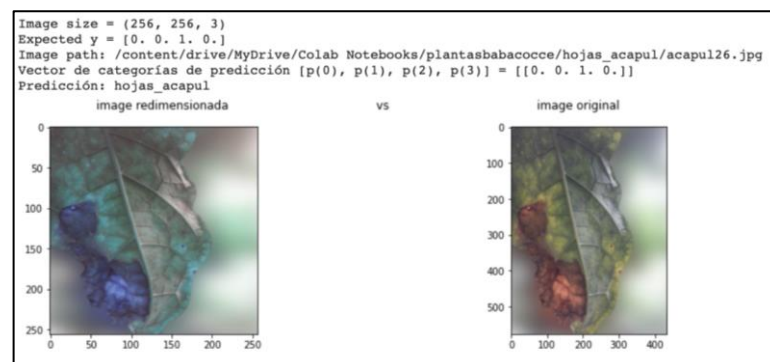 Image size = (256, 256, 3)
Expected y = [0. 0. 1. 0.]
Image path: /content/drive/MyDrive/Colab Notebooks/plantasbabacocce/hojas_acapul/acapul26.jpg
Vector de categorías de predicción [p(0), p(1), p(2), p(3)] = [[0. 0. 1. 0.]]
Predicción: hojas_acapul
image redimensionada vs image original
0
50
100
150
200
250
0 50 100 150 200 250
0
100
200
300
400
500
0 100 200 300 400